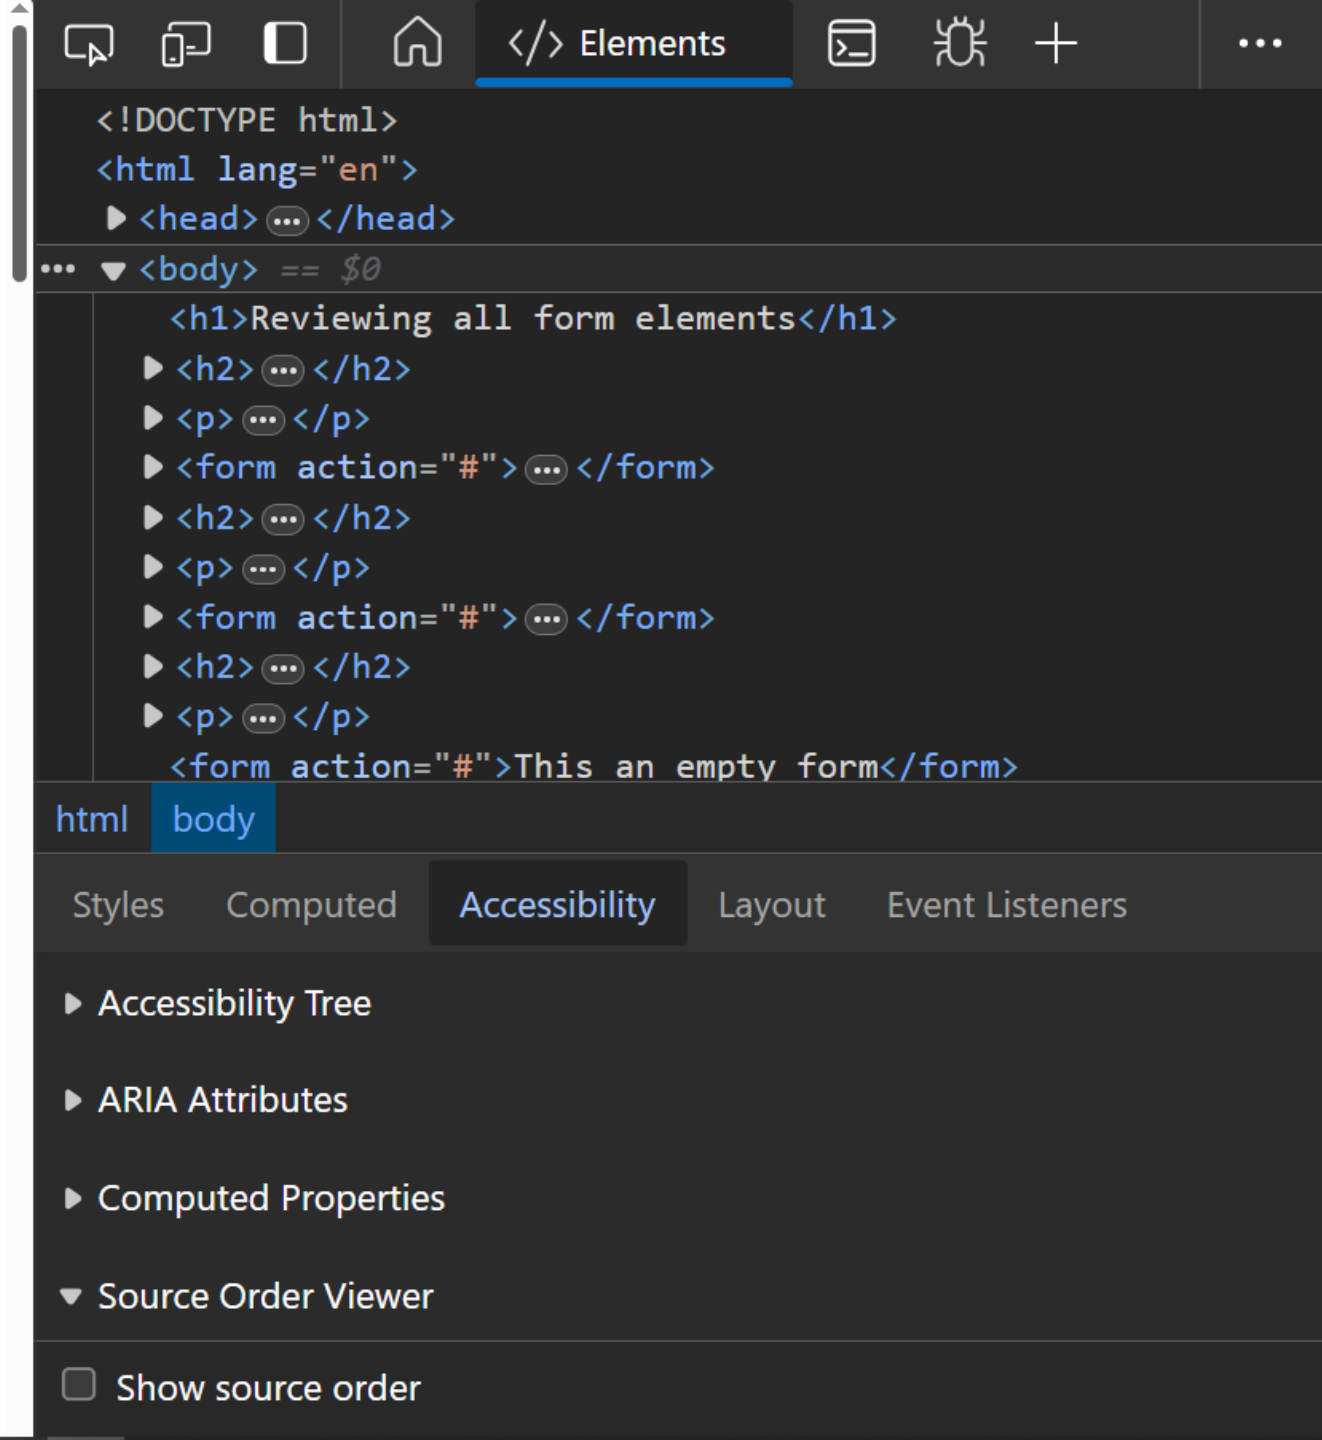 </> Elements
<!DOCTYPE html>
<html lang="en">
<head>…</head>
… <body> == $0
<h1>Reviewing all form elements</h1>
<h2>…</h2>
<p>…</p>
<form action="#">…</form>
<h2>…</h2>
<p>…</p>
<form action="#">…</form>
<h2>…</h2>
<p>…</p>
<form action="#">This an empty form</form>
html body
Styles Computed Accessibility Layout Event Listeners
Accessibility Tree
ARIA Attributes
Computed Properties
Source Order Viewer
Show source order